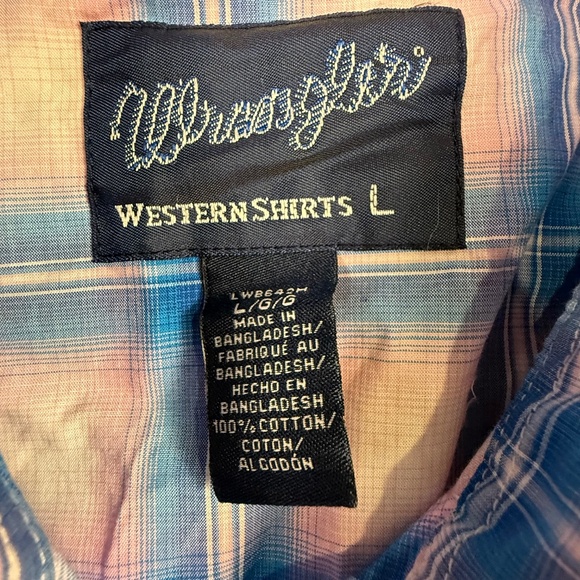 Wrangler®
WESTERN SHIRTS L
L/G/G
MADE IN
BANGLADESH/
FABRIQUÉ AU
BANGLADESH/
HECHO EN
BANGLADESH
100% COTTON/
COTON/
ALGODÓN